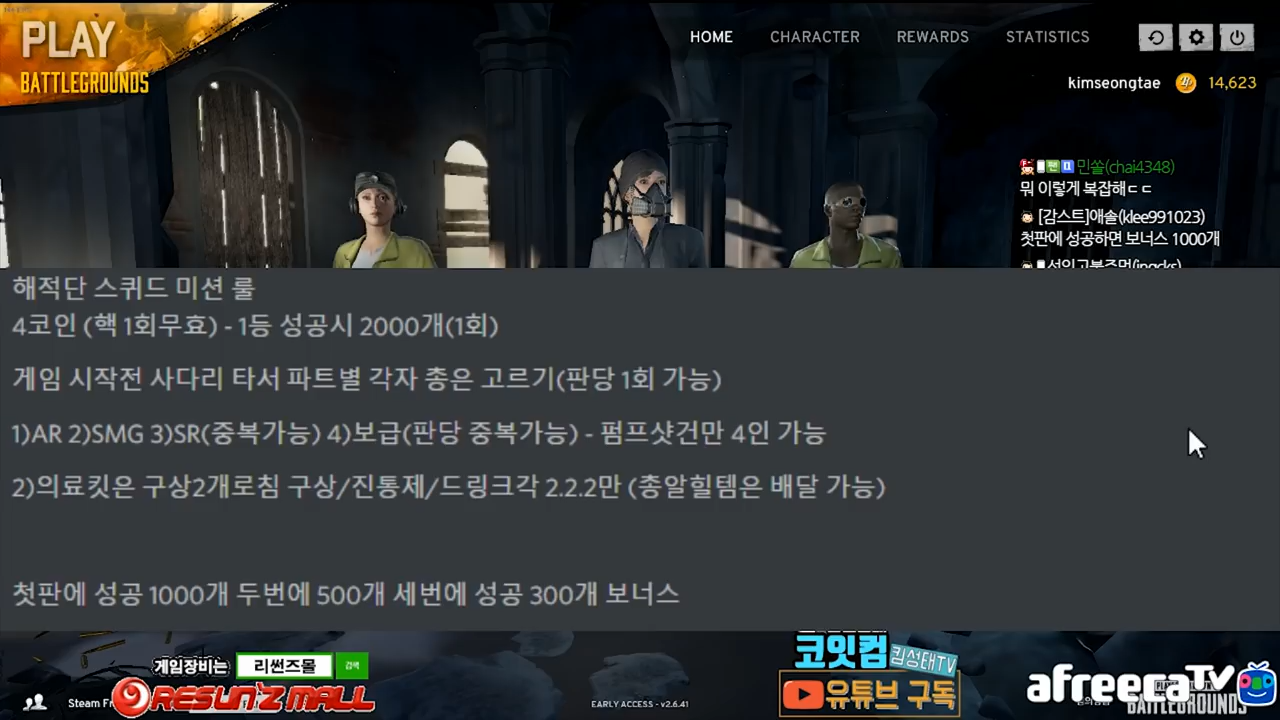 PLAY
BATTLEGROUNDS
HOME CHARACTER REWARDS STATISTICS
kimseongtae 14,623
민쏠(chai4348)
뭐 이렇게 복잡해ㄷㄷ
[감스트]애솔(klee991023)
첫판에 성공하면 보너스 1000개
해적단 스쿼드 미션 룰
4코인 (핵 1회무효) - 1등 성공시 2000개(1회)
게임 시작전 사다리 타서 파트별 각자 총은 고르기(판당 1회 가능)
1)AR 2)SMG 3)SR(중복가능) 4)보급(판당 중복가능) - 펌프샷건만 4인 가능
2)의료킷은 구상2개로침 구상/진통제/드링크각 2.2.2만 (총알힐템은 배달 가능)
첫판에 성공 1000개 두번에 500개 세번에 성공 300개 보너스
게임장비는 리썬즈몰 검색
RESUN'Z MALL
Steam
EARLY ACCESS - v2.6.41
코잇컴 김성태TV
유튜브 구독
afreecaTV
BATTLEGROUNDS